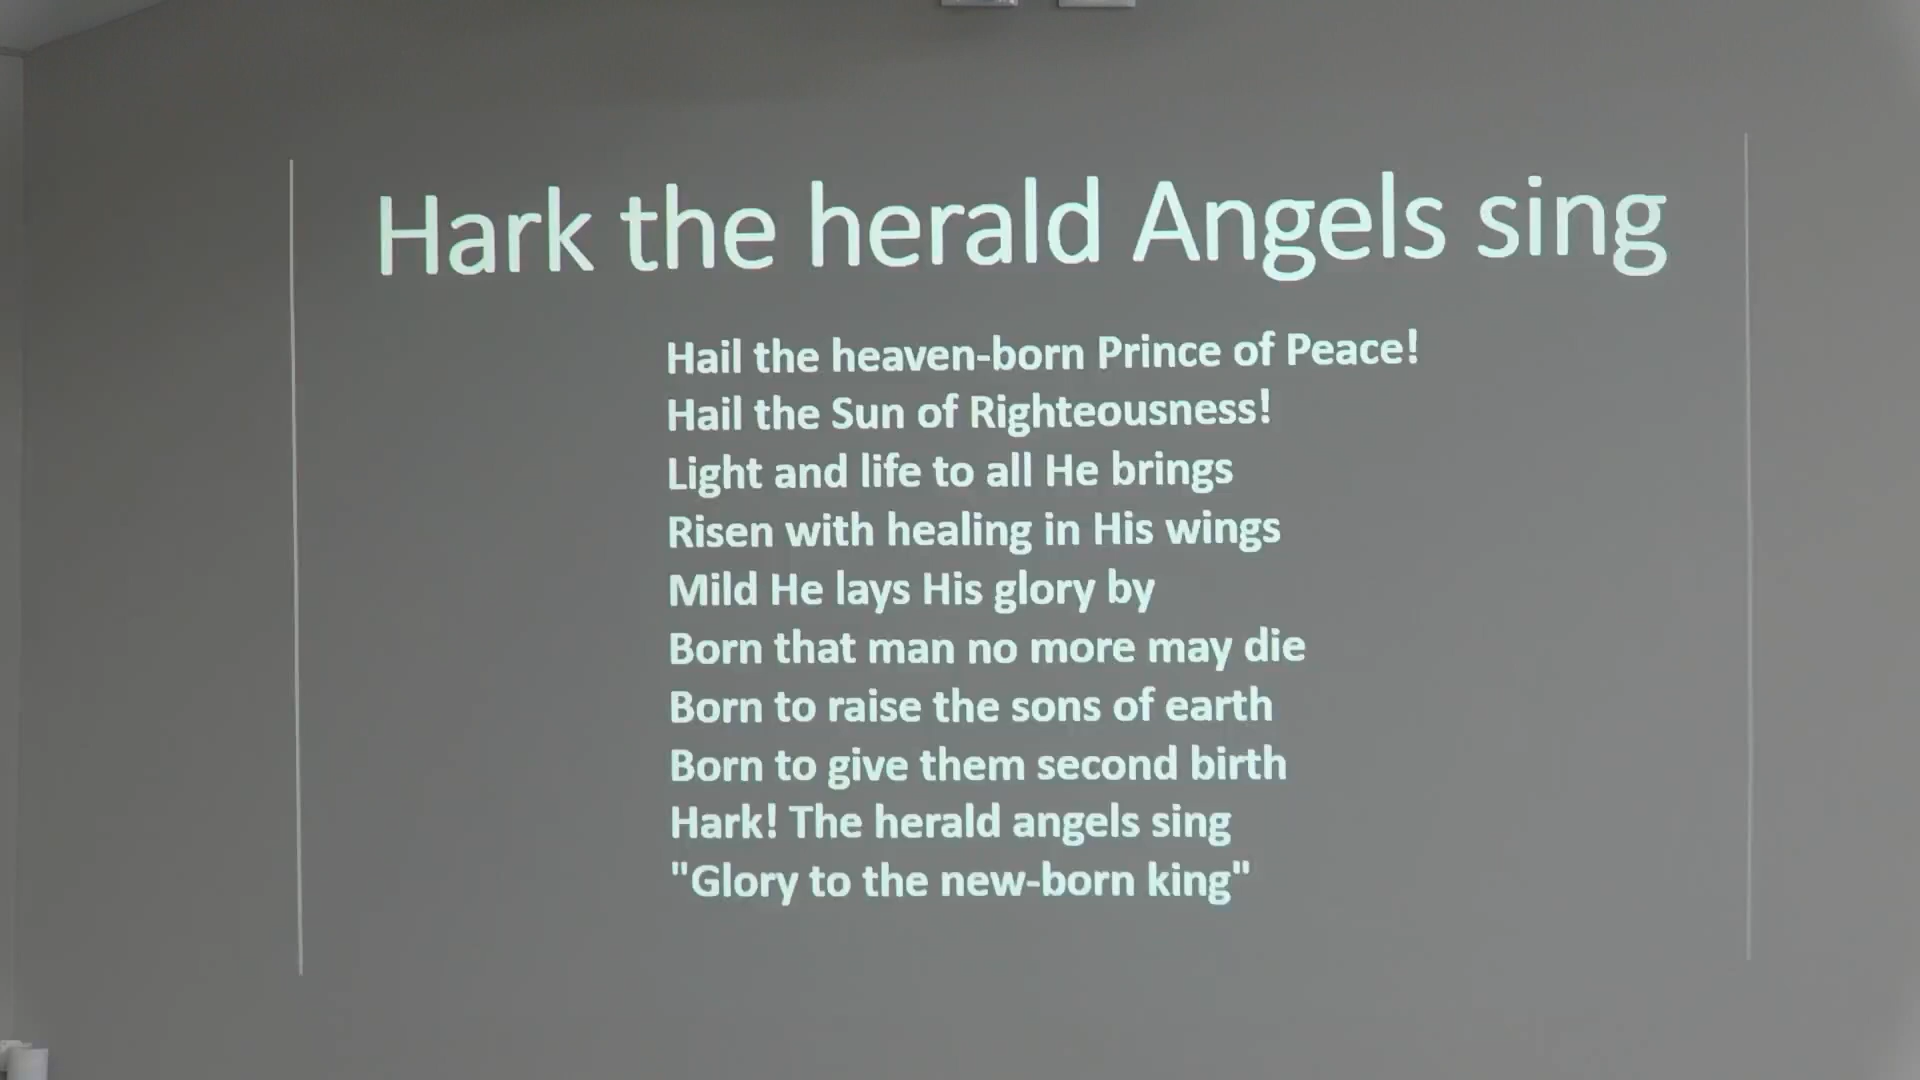 Hark the herald Angels sing
Hail the heaven-born Prince of Peace!
Hail the Sun of Righteousness!
Light and life to all He brings
Risen with healing in His wings
Mild He lays His glory by
Born that man no more may die
Born to raise the sons of earth
Born to give them second birth
Hark! The herald angels sing
"Glory to the new-born king"